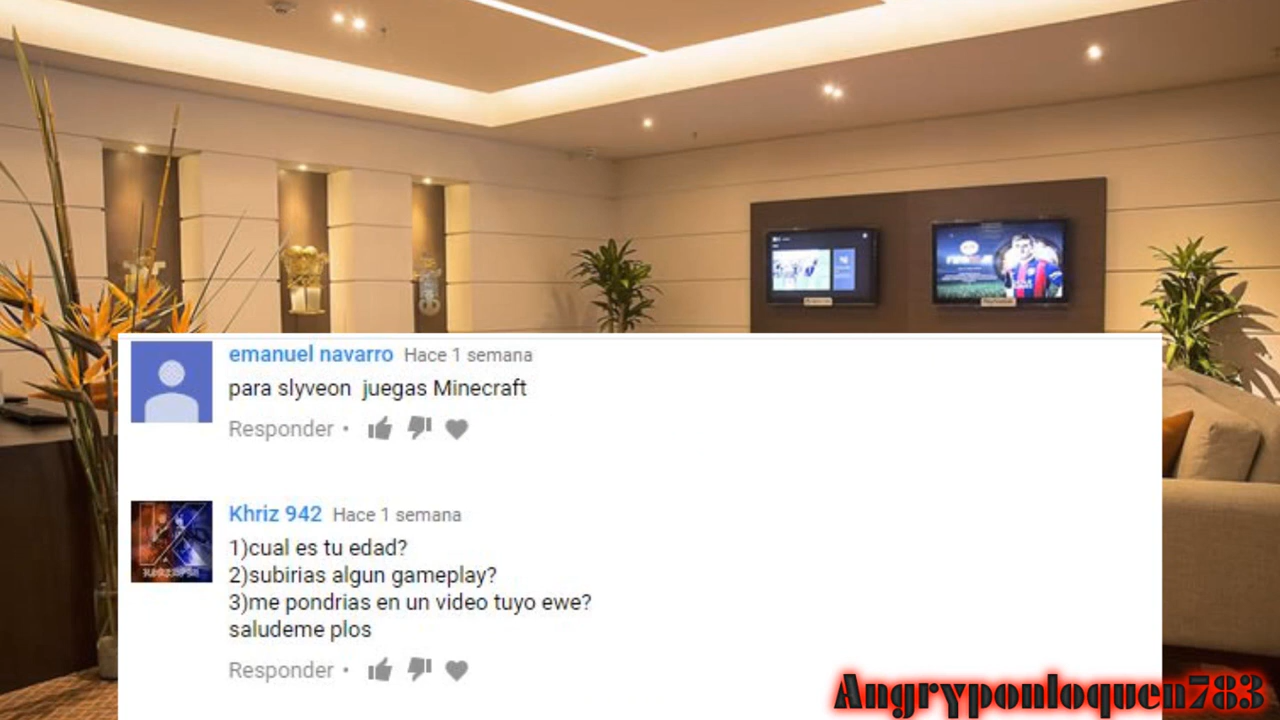 emanuel navarro Hace 1 semana
para slyveon juegas Minecraft
Responder •
Khriz 942 Hace 1 semana
1)cual es tu edad?
2)subirias algun gameplay?
3)me pondrias en un video tuyo ewe?
saludeme plos
Responder •
Angryponloquen783